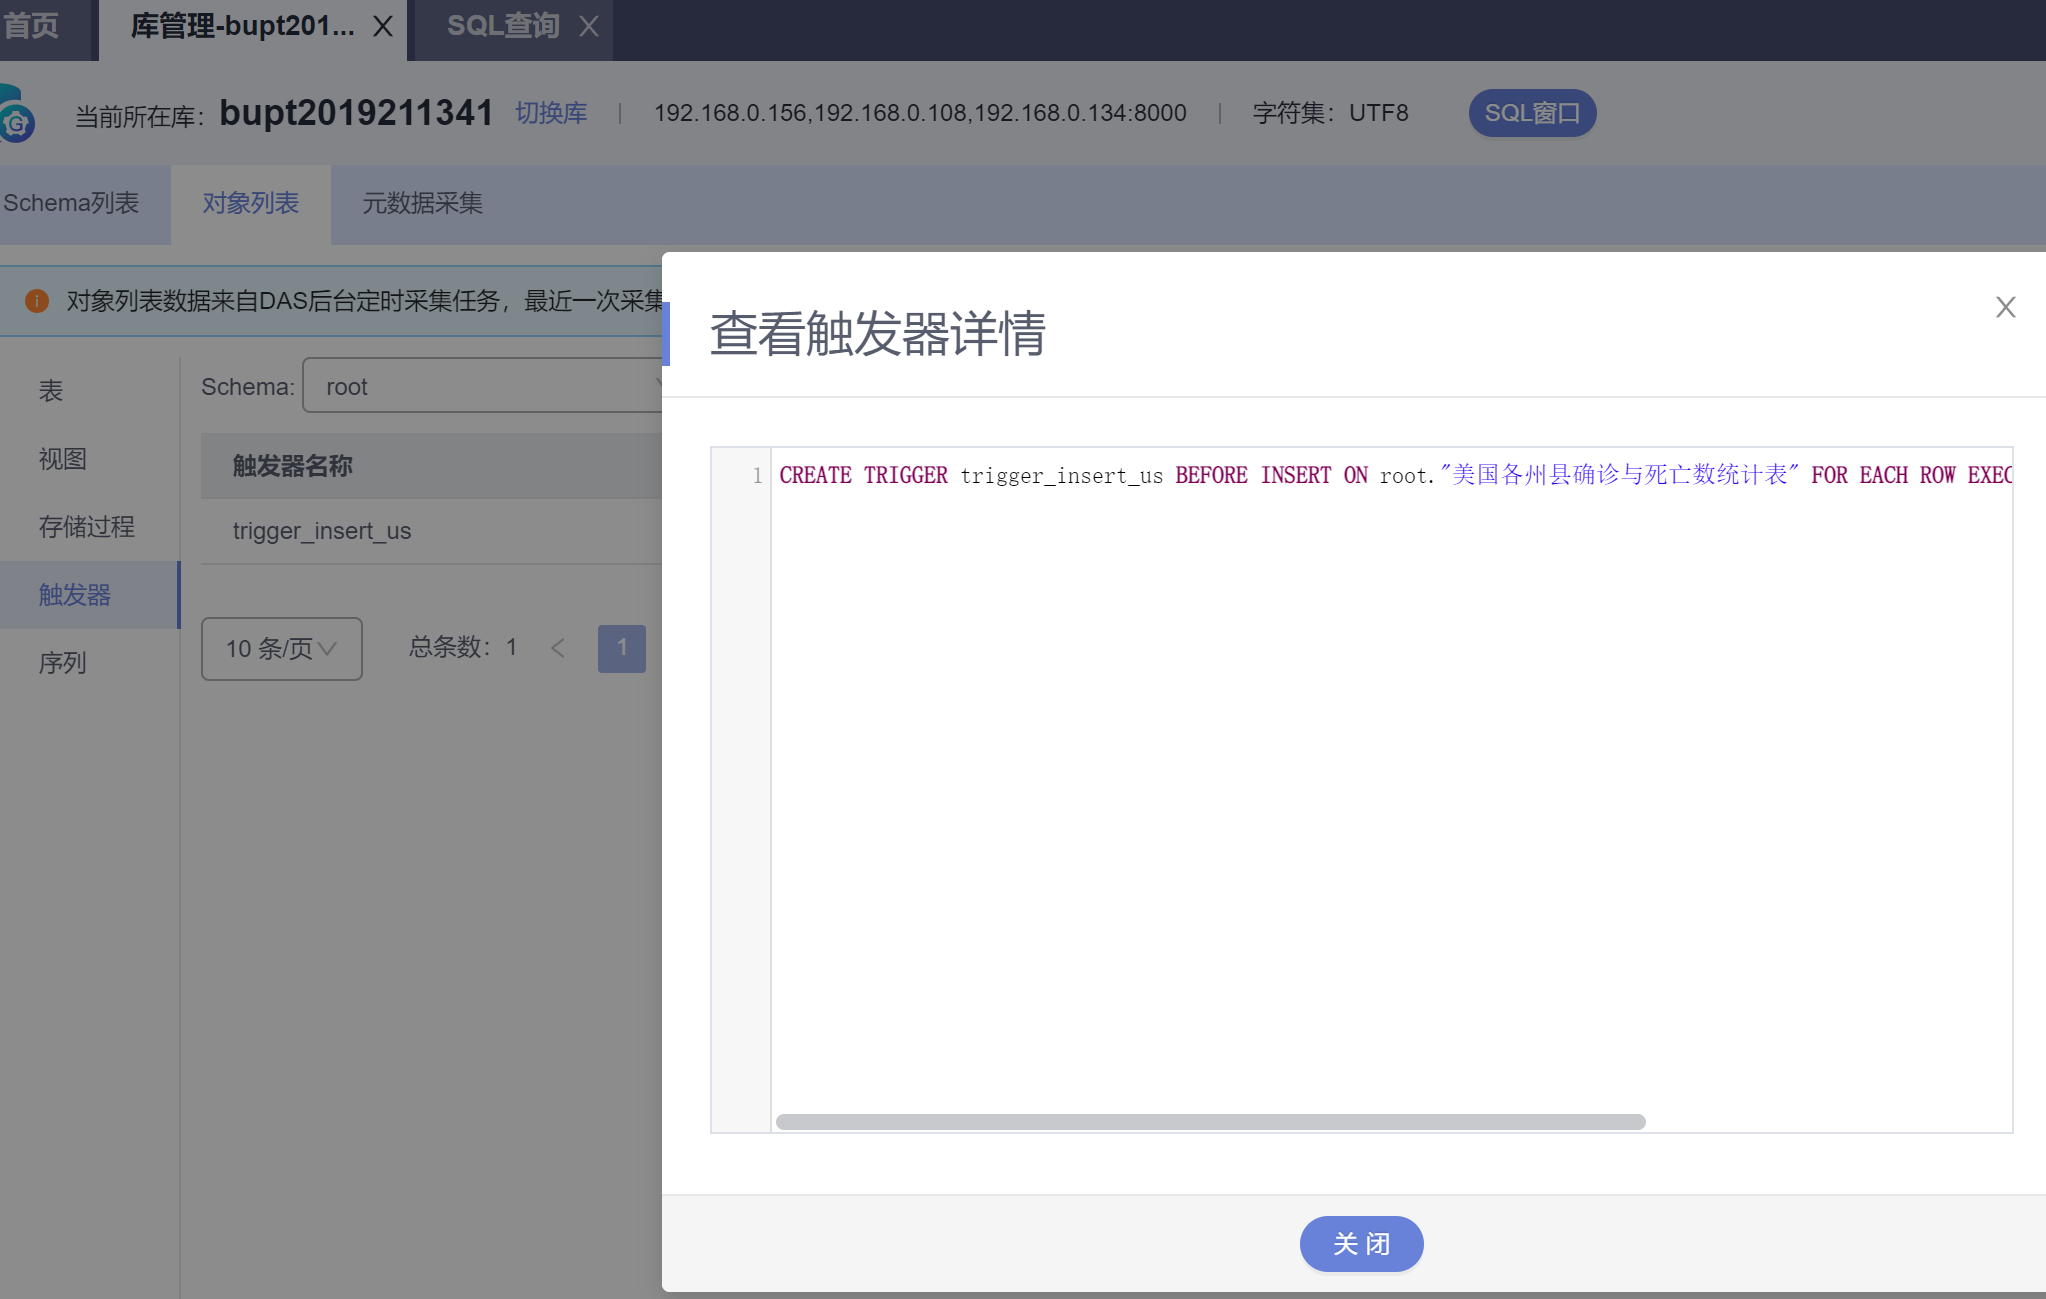 首页
库管理-bupt201... X
SQL查询 X
当前所在库： bupt2019211341 切换库 | 192.168.0.156,192.168.0.108,192.168.0.134:8000 | 字符集： UTF8 SQL窗口
Schema列表 对象列表 元数据采集
对象列表数据来自DAS后台定时采集任务，最近一次采集
表
视图
存储过程
触发器
序列
Schema: root
触发器名称
trigger_insert_us
10 条/页 总条数： 1 < 1
查看触发器详情
1 CREATE TRIGGER trigger_insert_us BEFORE INSERT ON root."美国各州县确诊与死亡数统计表" FOR EACH ROW EXEC
关 闭